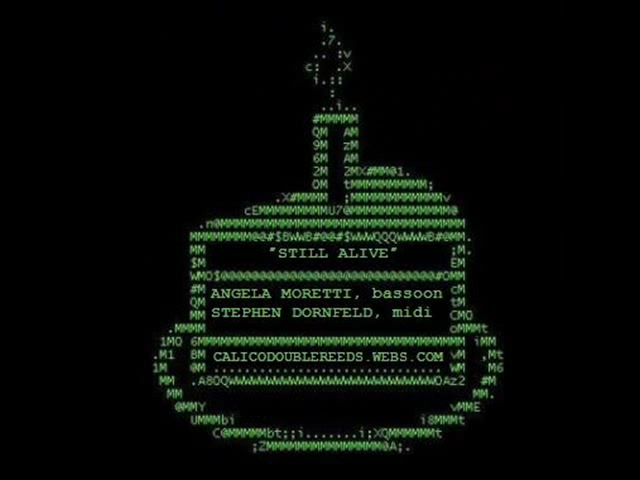 "STILL ALIVE"
ANGELA MORETTI, bassoon
STEPHEN DORNFELD, midi
CALICODOUBLEREEDS.WEBS.COM